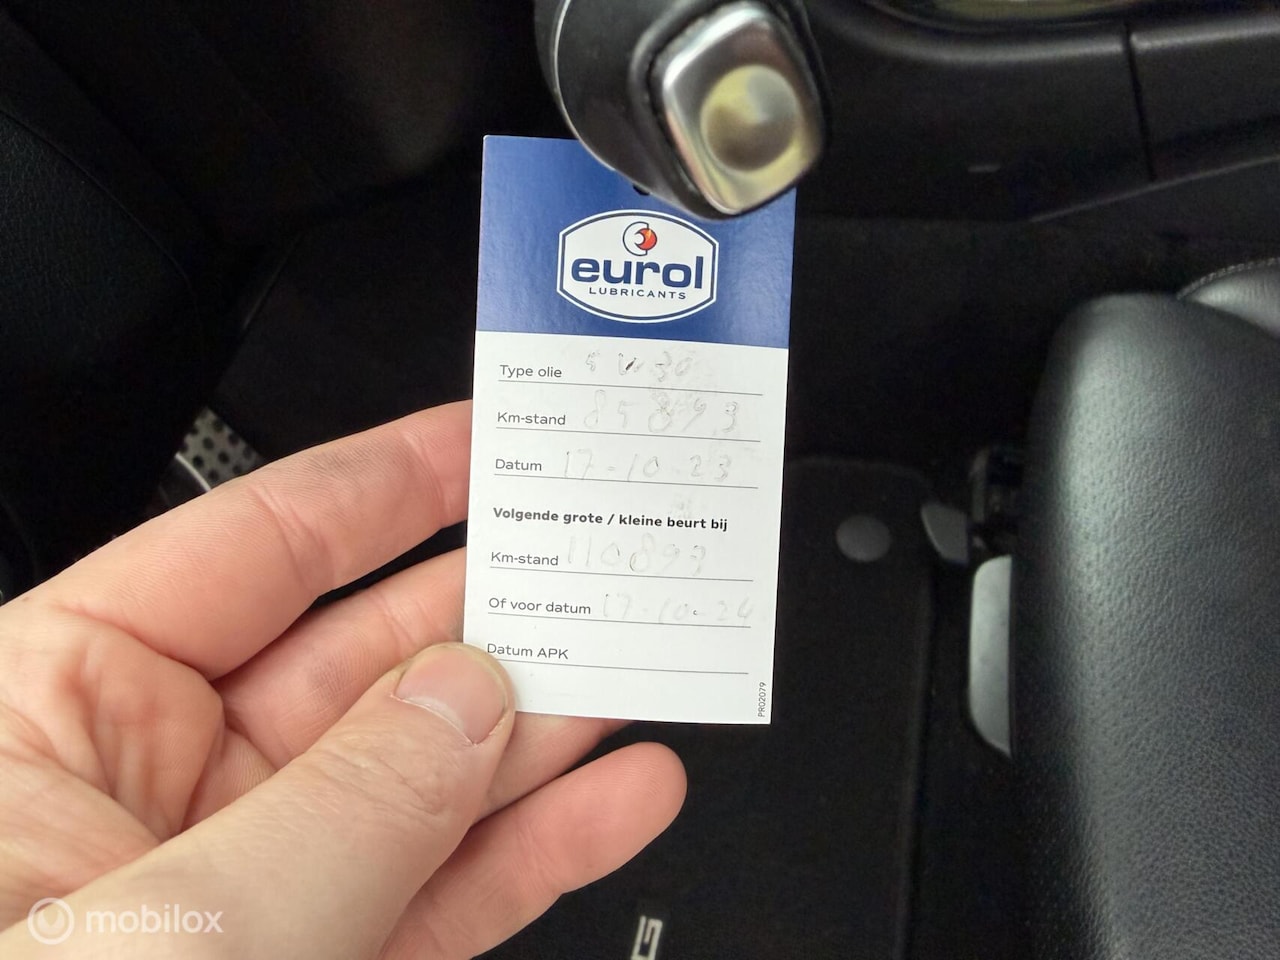 eurol
LUBRICANTS
Type olie 5W30
Km-stand 85893
Datum 17-10-23
Volgende grote / kleine beurt bij
Km-stand 110893
Of voor datum 17-10-24
Datum APK
PR02079
mobilox